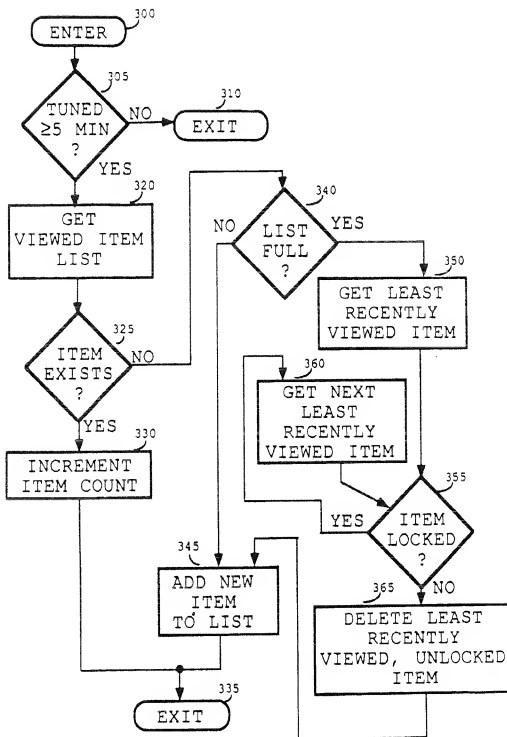 300
ENTER
305
TUNED
≥5 MIN
?
NO
310
EXIT
YES
320
GET
VIEWED ITEM
LIST
325
ITEM
EXISTS
?
NO
YES
330
INCREMENT
ITEM COUNT
340
LIST
FULL
?
NO
YES
350
GET LEAST
RECENTLY
VIEWED ITEM
360
GET NEXT
LEAST
RECENTLY
VIEWED ITEM
355
ITEM
LOCKED
?
YES
NO
345
ADD NEW
ITEM
TO LIST
365
DELETE LEAST
RECENTLY
VIEWED, UNLOCKED
ITEM
335
EXIT